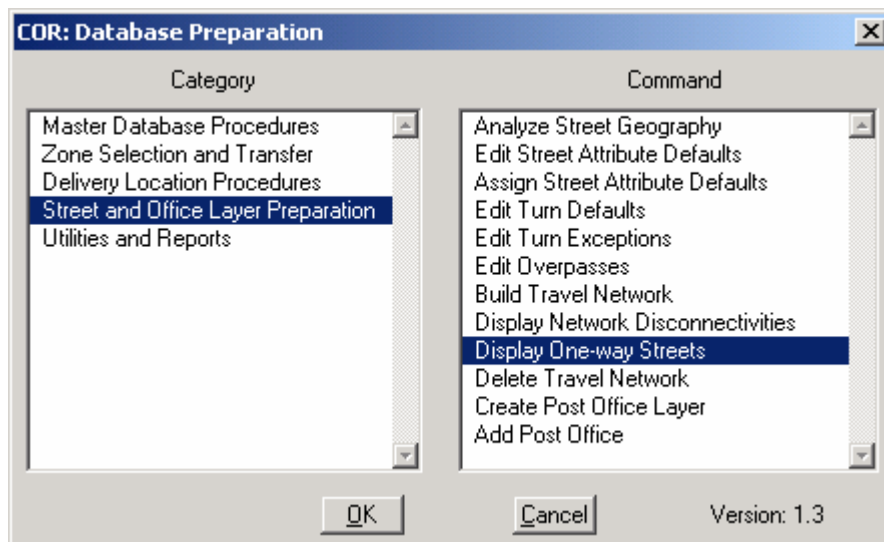 COR: Database Preparation
Category
Command
Master Database Procedures
Zone Selection and Transfer
Delivery Location Procedures
Street and Office Layer Preparation
Utilities and Reports
Analyze Street Geography
Edit Street Attribute Defaults
Assign Street Attribute Defaults
Edit Turn Defaults
Edit Turn Exceptions
Edit Overpasses
Build Travel Network
Display Network Disconnectivities
Display One-way Streets
Delete Travel Network
Create Post Office Layer
Add Post Office
OK
Cancel
Version: 1.3